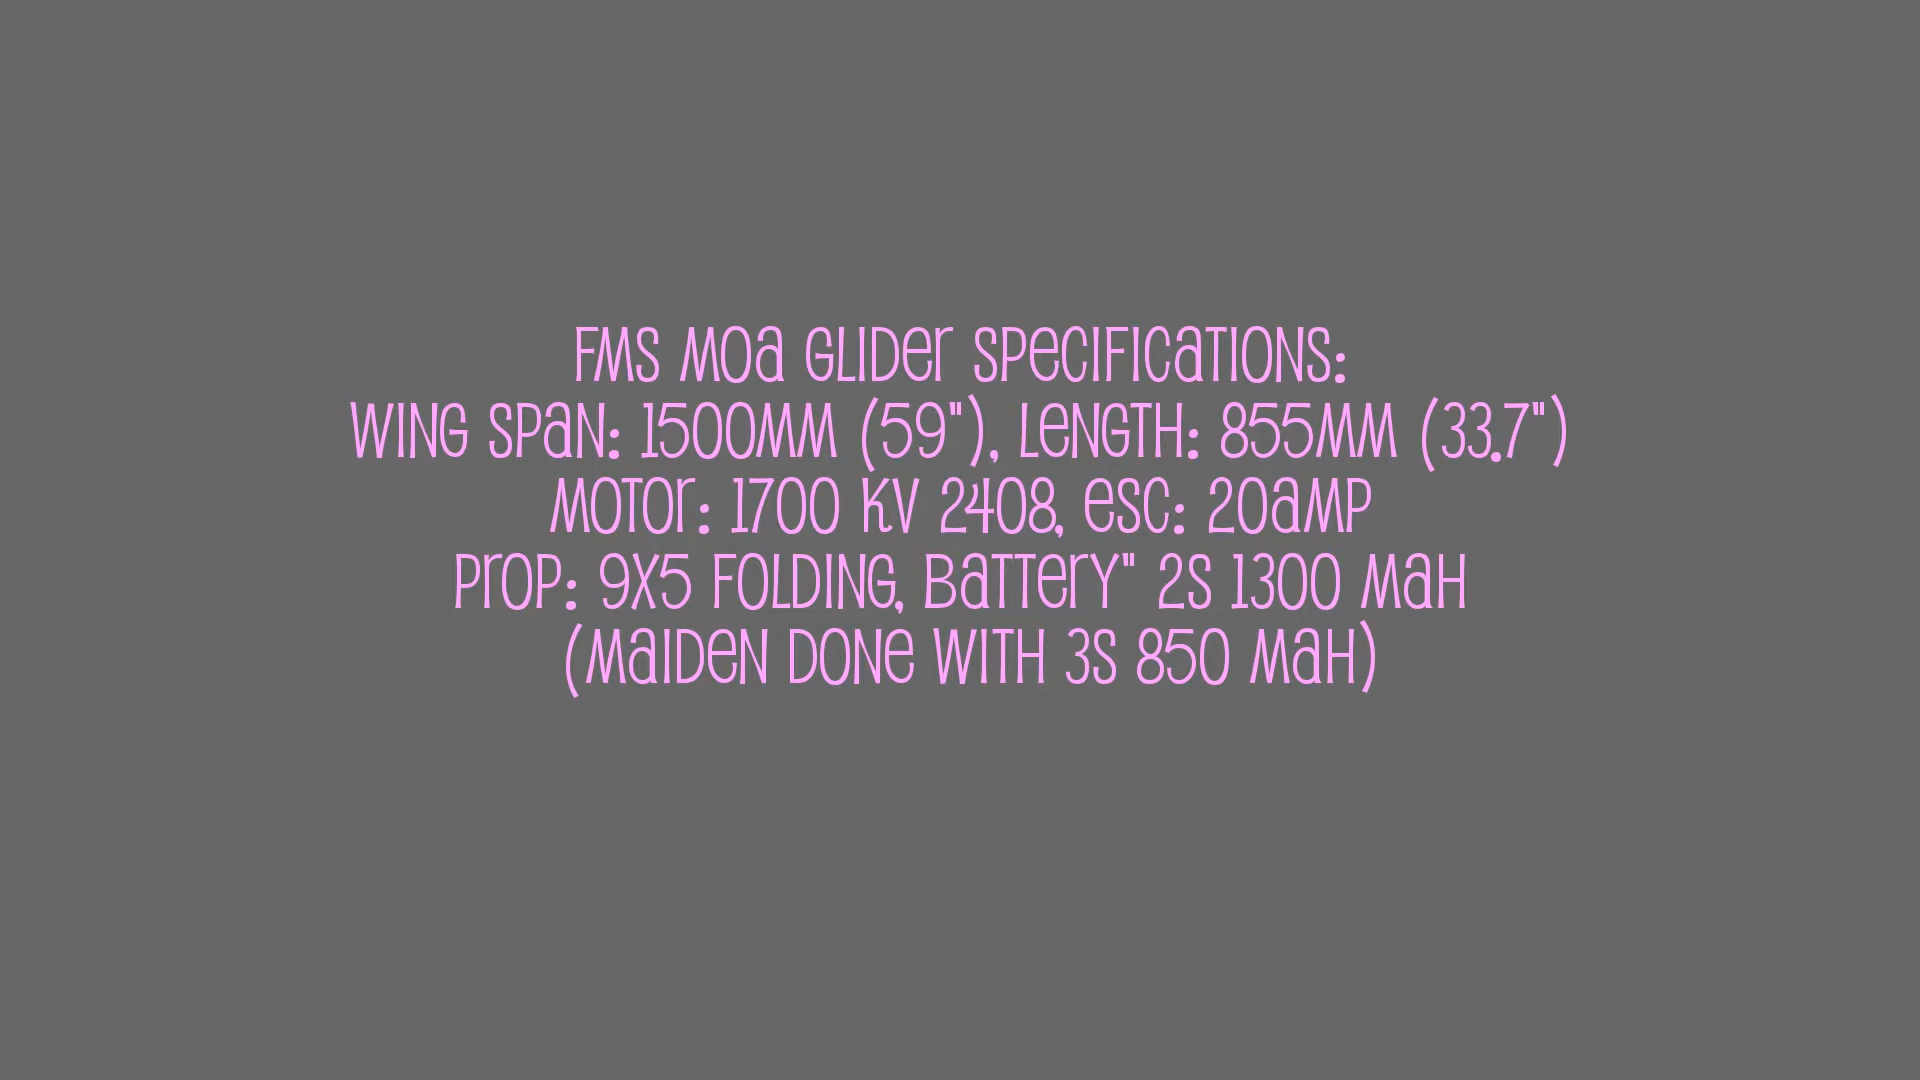 FMS Moa Glider Specifications:
Wing Span: 1500mm (59"), Length: 855mm (33.7")
Motor: 1700 KV 2408, ESC: 20amp
Prop: 9x5 Folding, Battery" 2S 1300 mah
(Maiden done with 3S 850 mah)